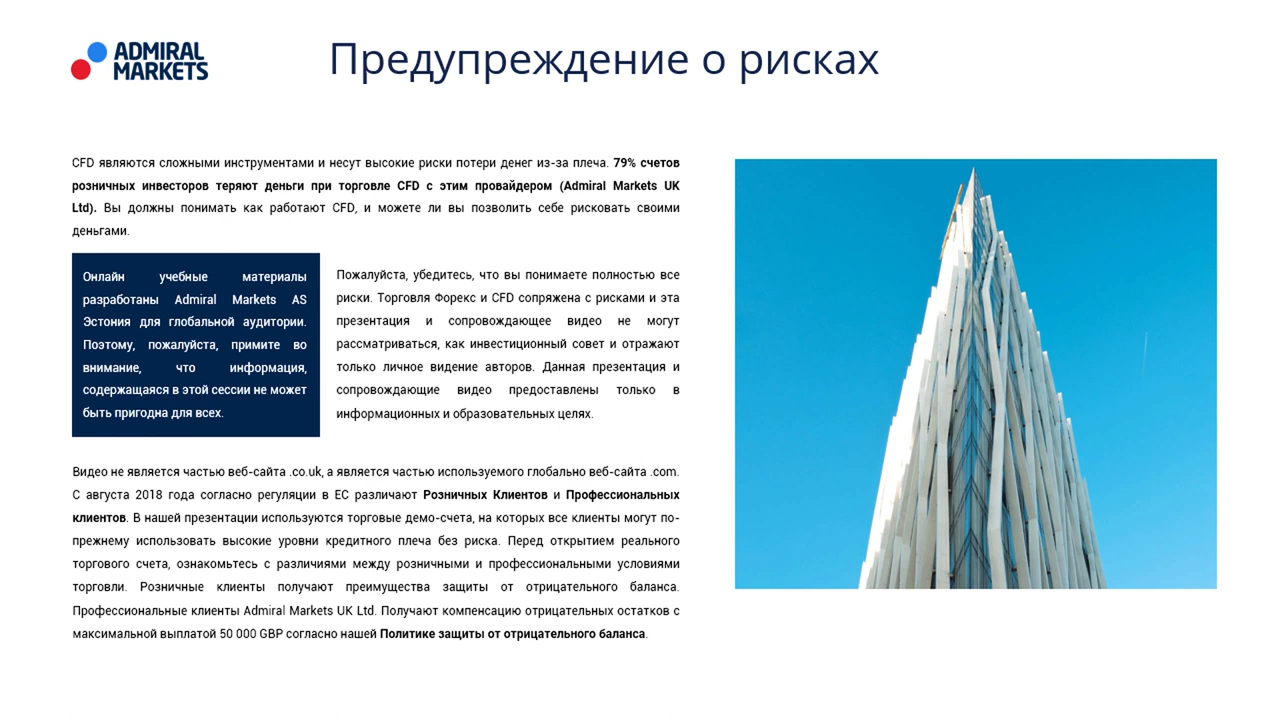 ADMIRAL
MARKETS
Предупреждение о рисках
CFD являются сложными инструментами и несут высокие риски потери денег из-за плеча. 79% счетов
розничных инвесторов теряют деньги при торговле CFD с этим провайдером (Admiral Markets UK
Ltd). Вы должны понимать как работают CFD, и можете ли вы позволить себе рисковать своими
деньгами.
Онлайн учебные материалы
разработаны Admiral Markets AS
Эстония для глобальной аудитории.
Поэтому, пожалуйста, примите во
внимание, что информация,
содержащаяся в этой сессии не может
быть пригодна для всех.
Пожалуйста, убедитесь, что вы понимаете полностью все
риски. Торговля Форекс и CFD сопряжена с рисками и эта
презентация и сопровождающее видео не могут
рассматриваться, как инвестиционный совет и отражают
только личное видение авторов. Данная презентация и
сопровождающие видео предоставлены только в
информационных и образовательных целях.
Видео не является частью веб-сайта .co.uk, а является частью используемого глобально веб-сайта .com.
С августа 2018 года согласно регуляции в ЕС различают Розничных Клиентов и Профессиональных
клиентов. В нашей презентации используются торговые демо-счета, на которых все клиенты могут по-
прежнему использовать высокие уровни кредитного плеча без риска. Перед открытием реального
торгового счета, ознакомьтесь с различиями между розничными и профессиональными условиями
торговли. Розничные клиенты получают преимущества защиты от отрицательного баланса.
Профессиональные клиенты Admiral Markets UK Ltd. Получают компенсацию отрицательных остатков с
максимальной выплатой 50 000 GBP согласно нашей Политике защиты от отрицательного баланса.